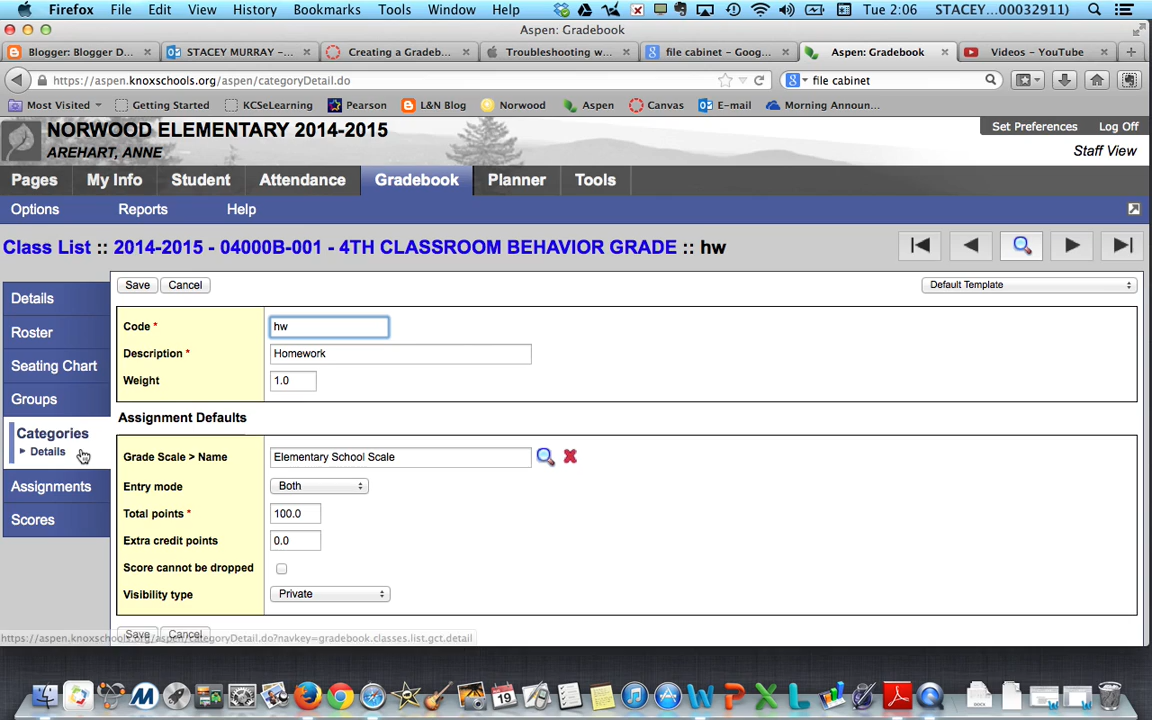 Firefox File Edit View History Bookmarks Tools Window Help Tue 2:06 STACEY...00032911)
Aspen: Gradebook
Blogger: Blogger D... STACEY MURRAY -... Creating a Gradeb... Troubleshooting w... file cabinet - Goog... Aspen: Gradebook Videos - YouTube
https://aspen.knoxschools.org/aspen/categoryDetail.do file cabinet
Most Visited Getting Started KCSeLearning Pearson L&N Blog Norwood Aspen Canvas E-mail Morning Announ...
NORWOOD ELEMENTARY 2014-2015 Set Preferences Log Off
AREHART, ANNE Staff View
Pages My Info Student Attendance Gradebook Planner Tools
Options Reports Help
Class List :: 2014-2015 - 04000B-001 - 4TH CLASSROOM BEHAVIOR GRADE :: hw
Save Cancel Default Template
Details
Roster
Seating Chart
Groups
Categories
Details
Assignments
Scores
Code * hw
Description * Homework
Weight 1.0
Assignment Defaults
Grade Scale > Name Elementary School Scale
Entry mode Both
Total points * 100.0
Extra credit points 0.0
Score cannot be dropped
Visibility type Private
Save Cancel
https://aspen.knoxschools.org/aspen/categoryDetail.do?navkey=gradebook.classes.list.gct.detail